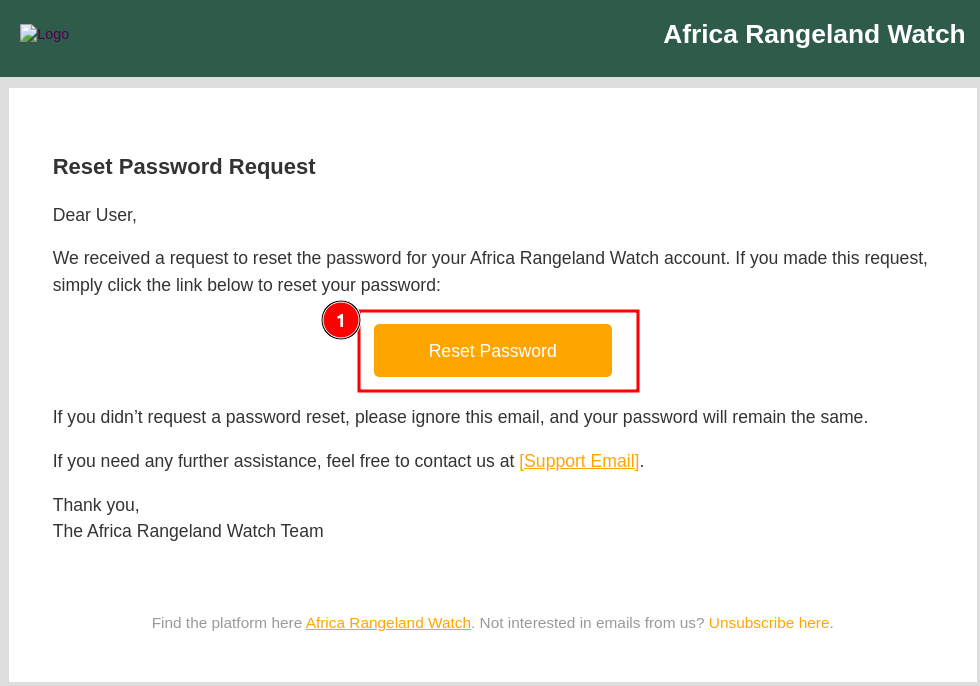 Logo
Africa Rangeland Watch
Reset Password Request
Dear User,
We received a request to reset the password for your Africa Rangeland Watch account. If you made this request,
simply click the link below to reset your password:
1
Reset Password
If you didn’t request a password reset, please ignore this email, and your password will remain the same.
If you need any further assistance, feel free to contact us at [Support Email].
Thank you,
The Africa Rangeland Watch Team
Find the platform here Africa Rangeland Watch. Not interested in emails from us? Unsubscribe here.